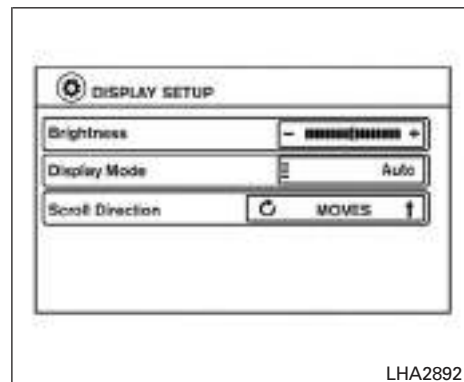 DISPLAY SETUP
Brightness - +
Display Mode Auto
Scroll Direction MOVES
LHA2892